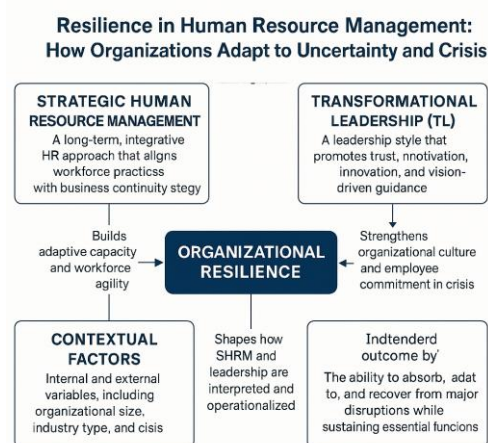 Resilience in Human Resource Management:
How Organizations Adapt to Uncertainty and Crisis
STRATEGIC HUMAN
RESOURCE MANAGEMENT
A long-term, integrative
HR approach that aligns
workforce practicss
with business continuity stegy
TRANSFORMATIONAL
LEADERSHIP (TL)
A leadership style that
promotes trust, nnotivation,
innovation, and vision-
driven guidance
Builds
adaptive capacity
and workforce
agility
ORGANIZATIONAL
RESILIENCE
Strengthens
organizational culture
and employee
commitment in crisis
CONTEXTUAL
FACTORS
Internal and external
variables, including
organizational size,
industry type, and cisis
Shapes how
SHRM and
leadership are
interpreted and
operationalized
Indtenderd
outcome by'
The ability to absorb, adat
to, and recover from major
disruptions while
sustaining essential funcions